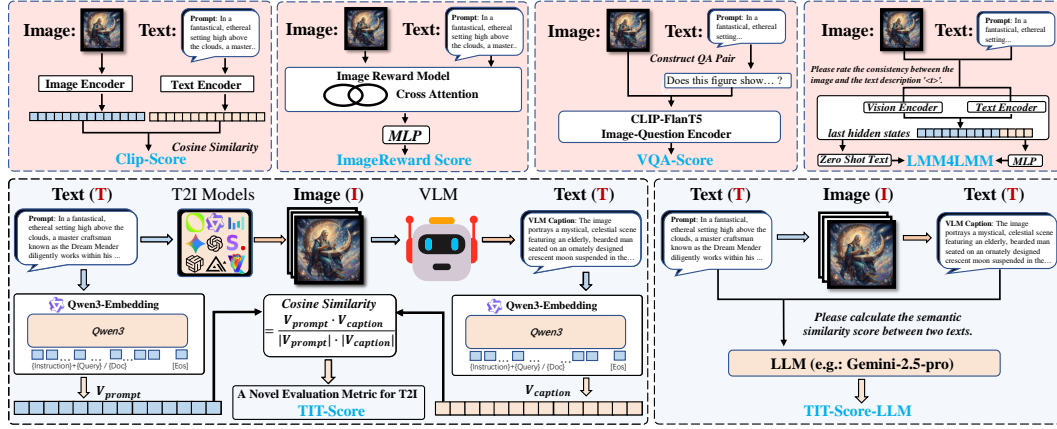 Image:
Text:
Prompt: In a
fantastical, ethereal
setting high above
the clouds, a master..
Image Encoder
Text Encoder
Cosine Similarity
Clip-Score
Image:
Text:
Prompt: In a
fantastical, ethereal
setting high above
the clouds, a master..
Image Reward Model
Cross Attention
MLP
ImageReward Score
Image:
Text:
Prompt: In a
fantastical, ethereal
setting...
Construct QA Pair
Does this figure show… ?
CLIP-FlanT5
Image-Question Encoder
VQA-Score
Image:
Text:
Prompt: In a
fantastical, ethereal
setting...
Please rate the consistency between the
image and the text description '<t>'.
Vision Encoder
Text Encoder
last hidden states
Zero Shot Text
LMM4LMM
MLP
Text (T)
T2I Models
Image (I)
VLM
Text (T)
Prompt: In a fantastical,
ethereal setting high above the
clouds, a master craftsman
known as the Dream Mender
diligently works within his ...
VLM Caption: The image
portrays a mystical, celestial scene
featuring an elderly, bearded man
seated on an ornately designed
crescent moon suspended in the…
Qwen3-Embedding
Qwen3
... ...
{Instruction}+{Query} / {Doc} [Eos]
V_prompt
Cosine Similarity
= V_prompt · V_caption
|V_prompt| · |V_caption|
A Novel Evaluation Metric for T2I
TIT-Score
Qwen3-Embedding
Qwen3
... ...
{Instruction}+{Query} / {Doc} [Eos]
V_caption
Text (T)
Image (I)
Text (T)
Prompt: In a fantastical,
ethereal setting high above the
clouds, a master craftsman
known as the Dream Mender
diligently works within his ...
VLM Caption: The image
portrays a mystical, celestial scene
featuring an elderly, bearded man
seated on an ornately designed
crescent moon suspended in the…
Please calculate the semantic
similarity score between two texts.
LLM (e.g.: Gemini-2.5-pro)
TIT-Score-LLM